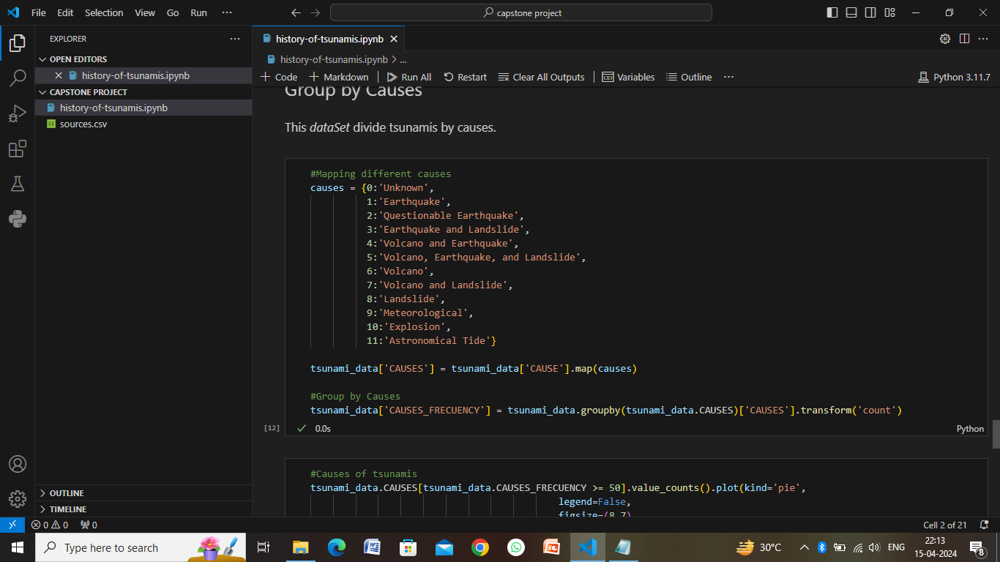 File Edit Selection View Go Run ···
capstone project
EXPLORER ···
OPEN EDITORS
history-of-tsunamis.ipynb
CAPSTONE PROJECT
history-of-tsunamis.ipynb
sources.csv
OUTLINE
TIMELINE
history-of-tsunamis.ipynb
history-of-tsunamis.ipynb > ...
+ Code + Markdown Run All Restart Clear All Outputs Variables Outline ··· Python 3.11.7
Group by Causes
This dataSet divide tsunamis by causes.
#Mapping different causes
causes = {0:'Unknown',
1:'Earthquake',
2:'Questionable Earthquake',
3:'Earthquake and Landslide',
4:'Volcano and Earthquake',
5:'Volcano, Earthquake, and Landslide',
6:'Volcano',
7:'Volcano and Landslide',
8:'Landslide',
9:'Meteorological',
10:'Explosion',
11:'Astronomical Tide'}
tsunami_data['CAUSES'] = tsunami_data['CAUSE'].map(causes)
#Group by Causes
tsunami_data['CAUSES_FRECUENCY'] = tsunami_data.groupby(tsunami_data.CAUSES)['CAUSES'].transform('count')
[12] 0.0s Python
#Causes of tsunamis
tsunami_data.CAUSES[tsunami_data.CAUSES_FRECUENCY >= 50].value_counts().plot(kind='pie',
legend=False,
figsize=(8,7)
0 0 0 Cell 2 of 21
Type here to search
30°C ENG 22:13
15-04-2024 8